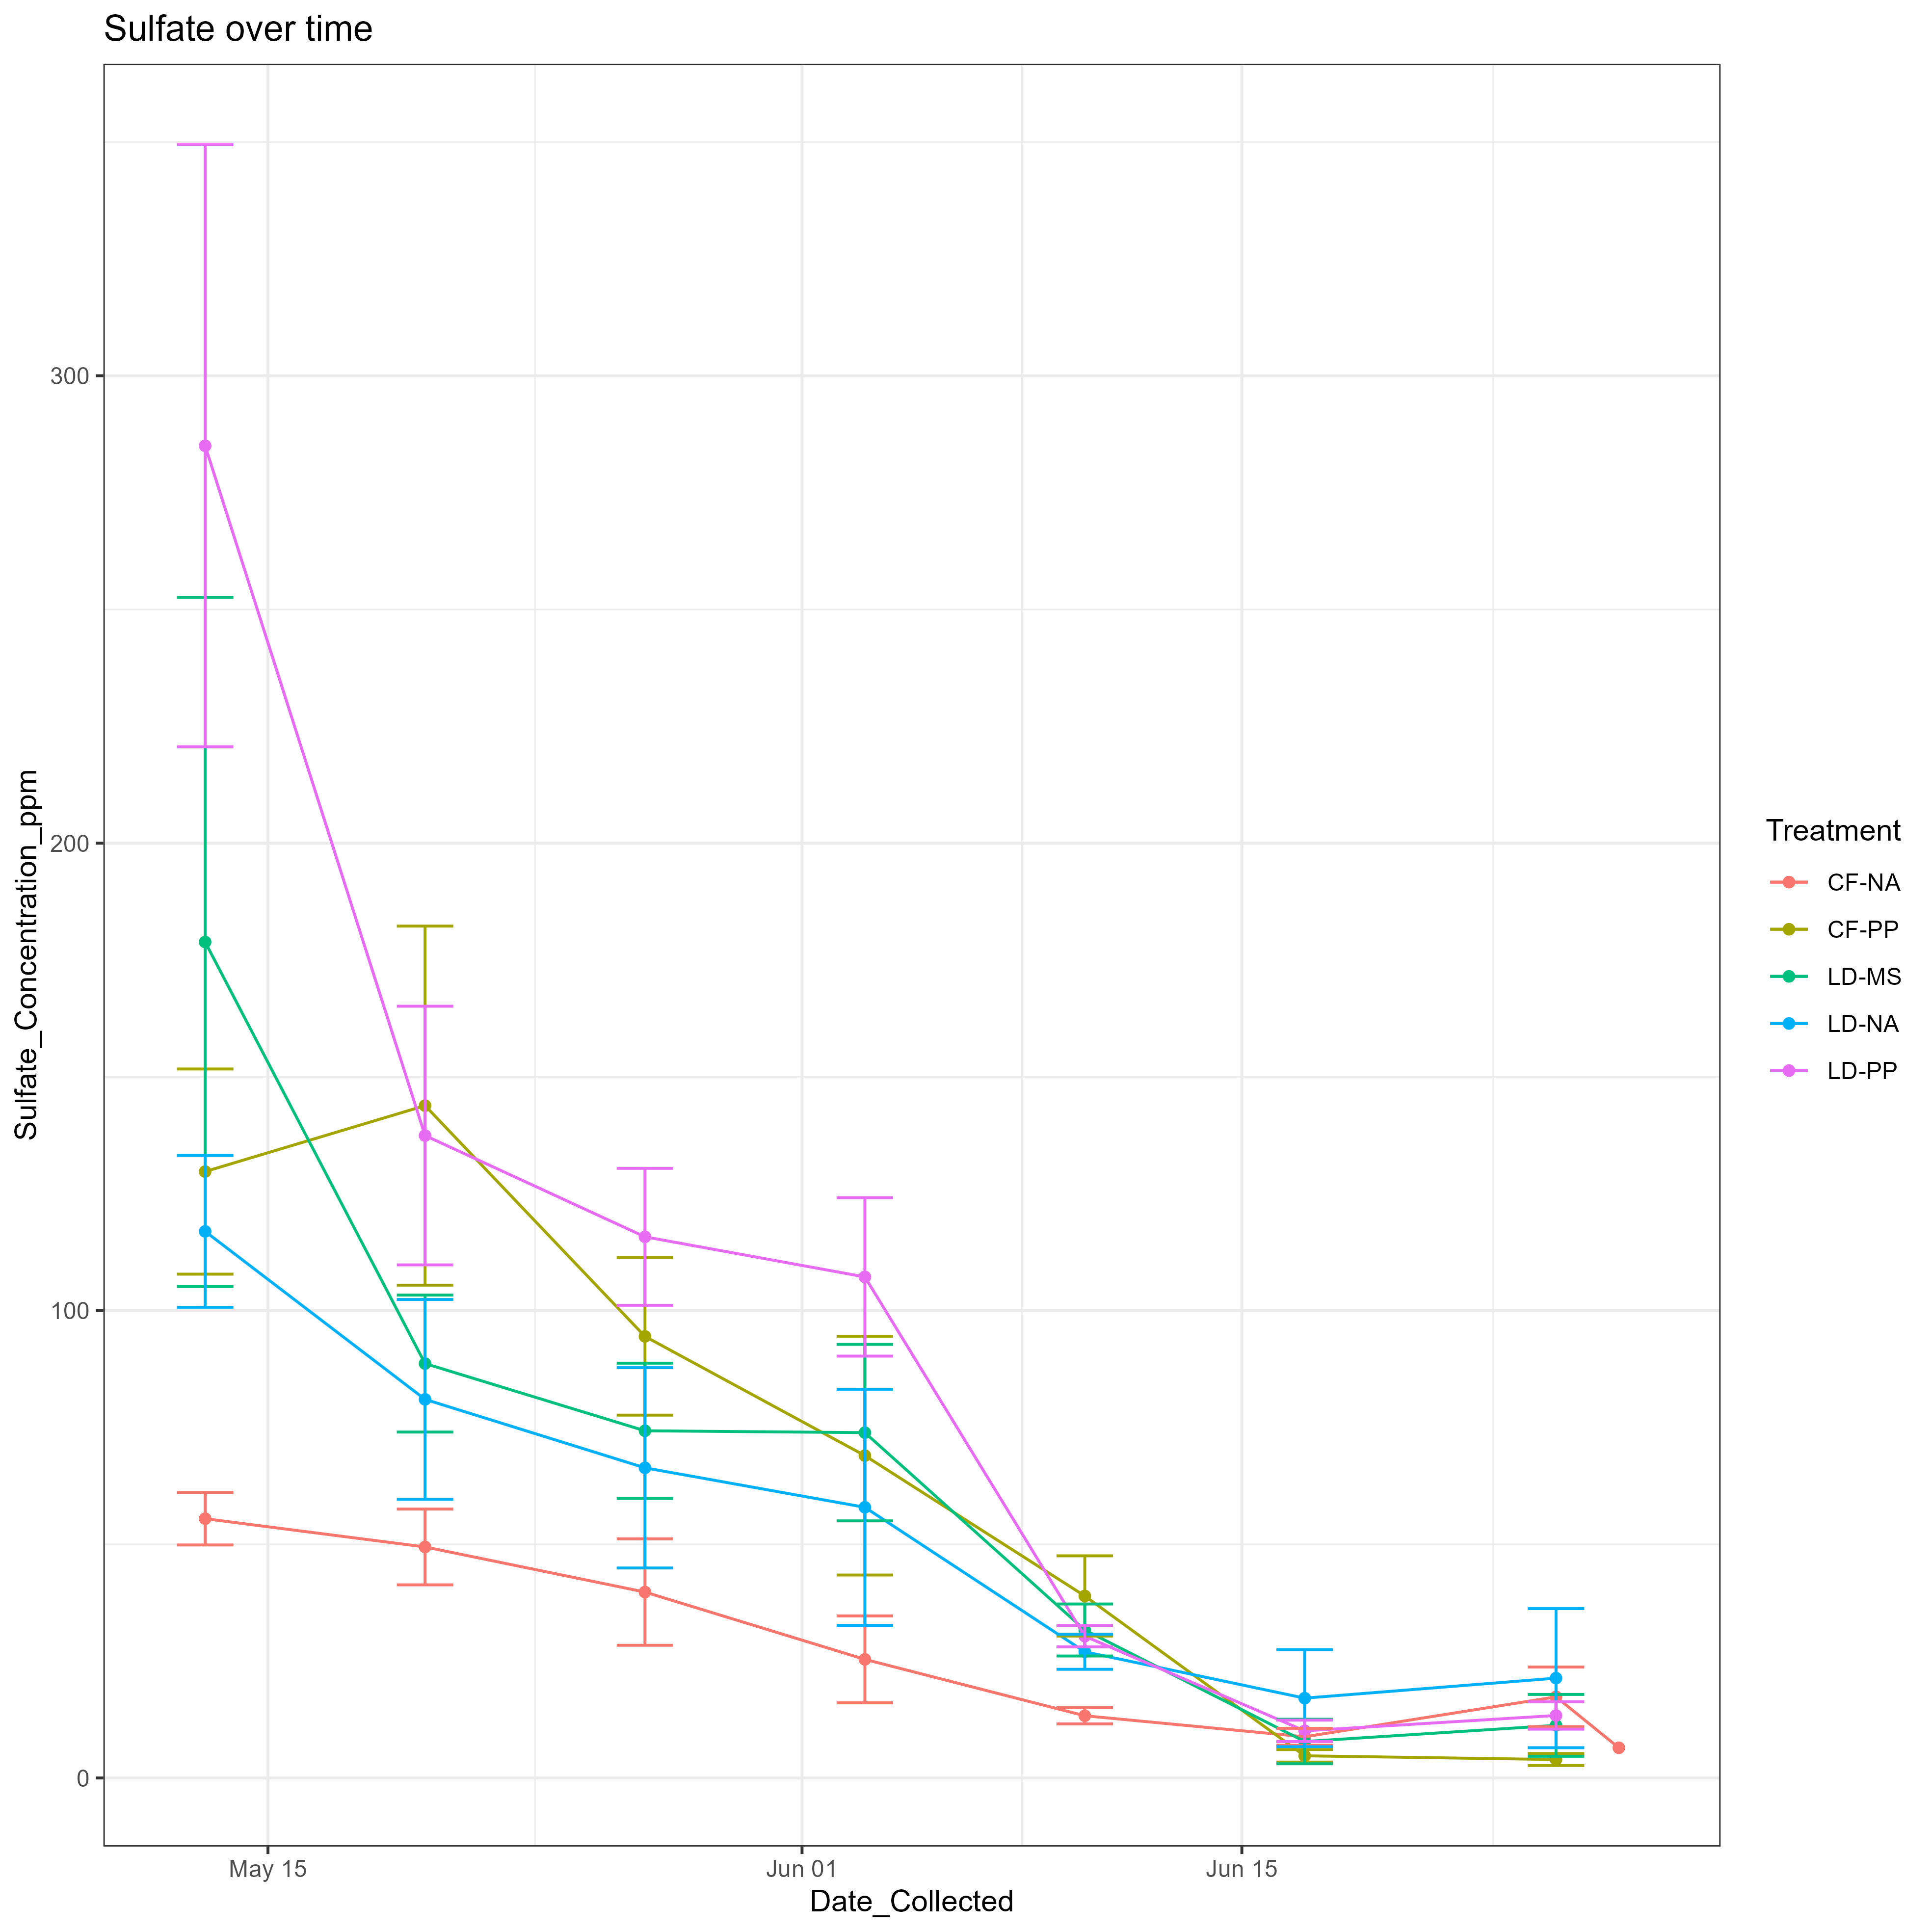 Sulfate over time
Sulfate_Concentration_ppm
300
200
100
0
May 15
Jun 01
Jun 15
Date_Collected
Treatment
CF-NA
CF-PP
LD-MS
LD-NA
LD-PP